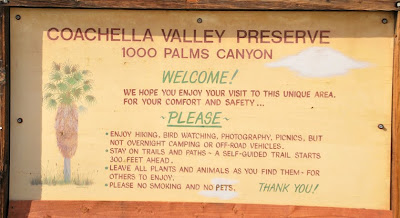 COACHELLA VALLEY PRESERVE
1000 PALMS CANYON
WELCOME!
WE HOPE YOU ENJOY YOUR VISIT TO THIS UNIQUE AREA.
FOR YOUR COMFORT AND SAFETY...
~PLEASE~
• ENJOY HIKING, BIRD WATCHING, PHOTOGRAPHY, PICNICS, BUT
NOT OVERNIGHT CAMPING OR OFF-ROAD VEHICLES.
• STAY ON TRAILS AND PATHS - A SELF-GUIDED TRAIL STARTS
300 FEET AHEAD.
• LEAVE ALL PLANTS AND ANIMALS AS YOU FIND THEM - FOR
OTHERS TO ENJOY.
• PLEASE NO SMOKING AND NO PETS. THANK YOU!